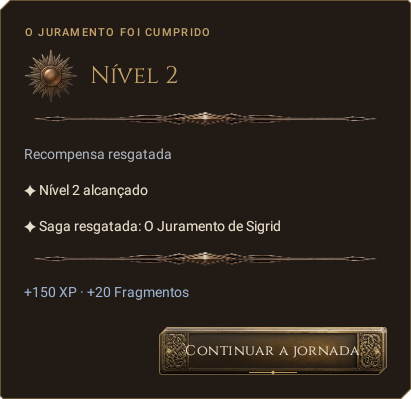 O JURAMENTO FOI CUMPRIDO
NÍVEL 2
Recompensa resgatada
✦ Nível 2 alcançado
✦ Saga resgatada: O Juramento de Sigrid
+150 XP · +20 Fragmentos
CONTINUAR A JORNADA